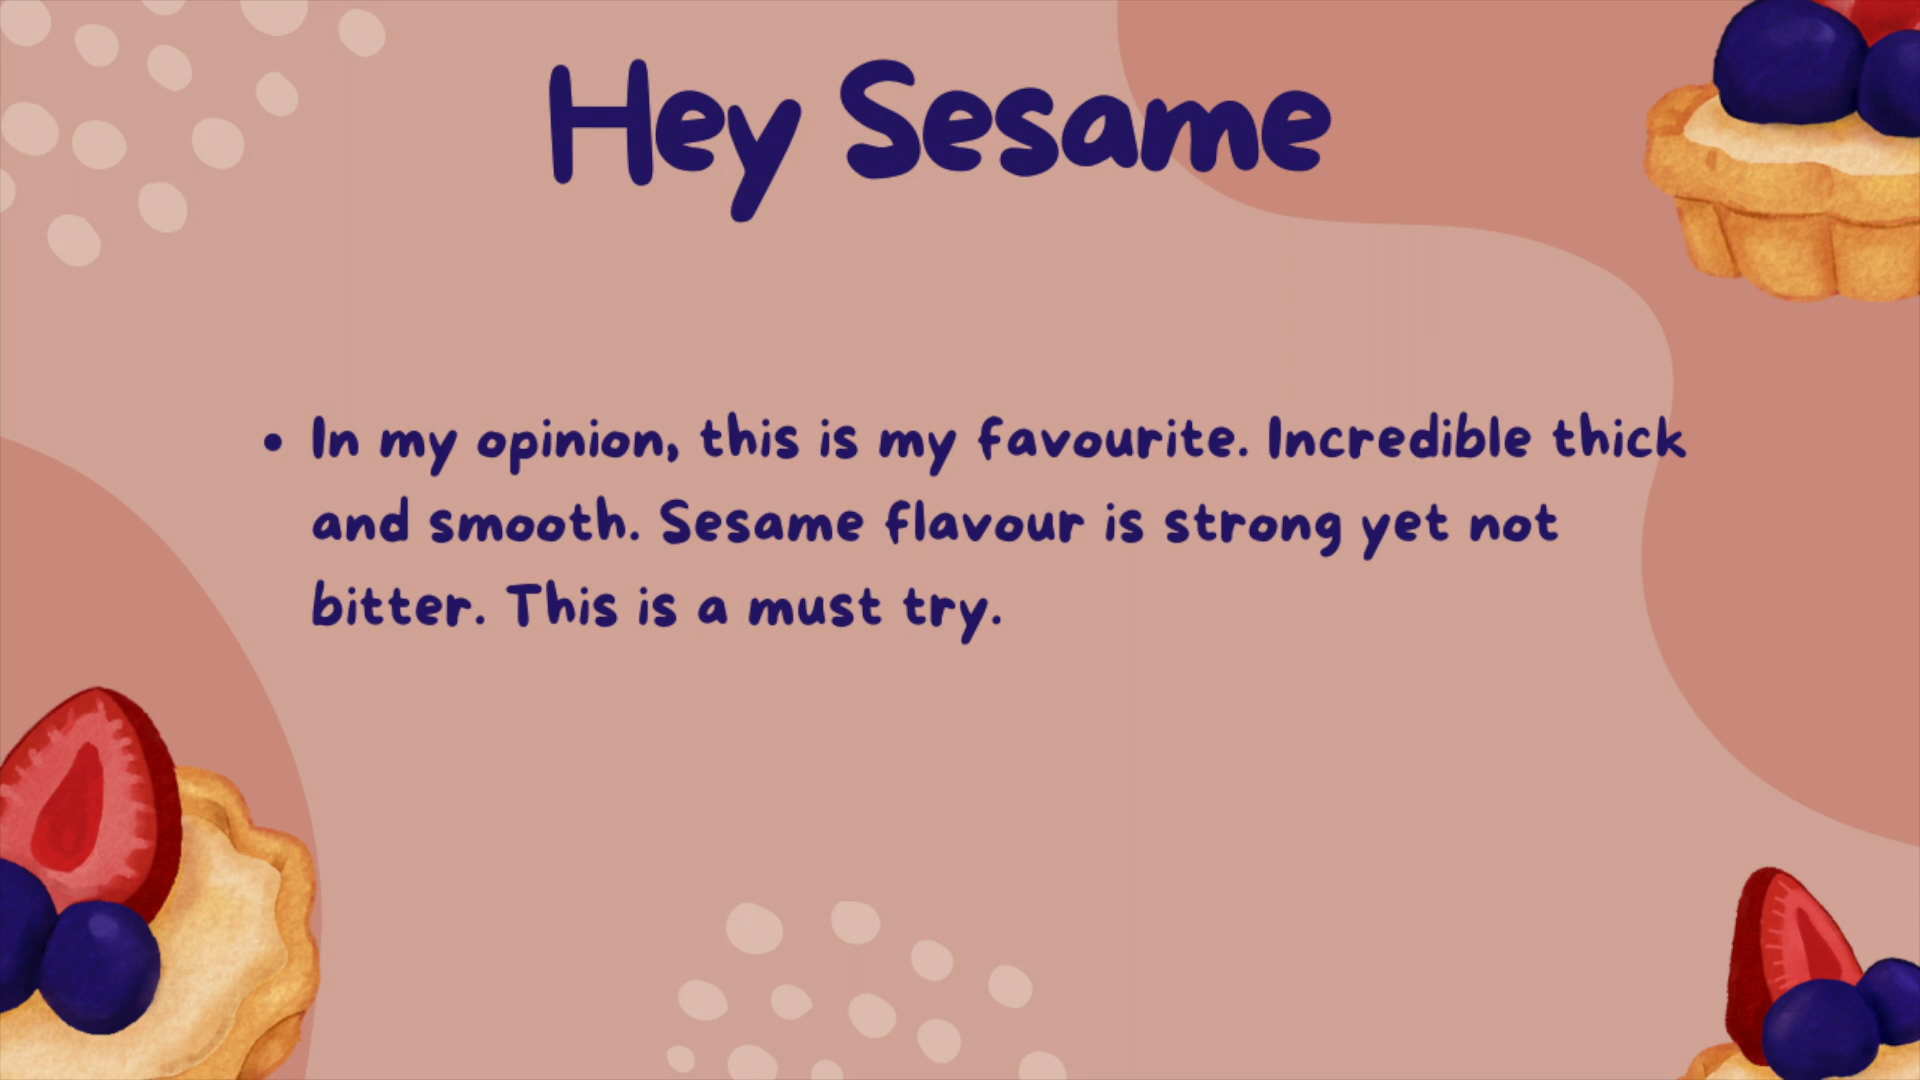 Hey Sesame
• In my opinion, this is my favourite. Incredible thick
and smooth. Sesame flavour is strong yet not
bitter. This is a must try.